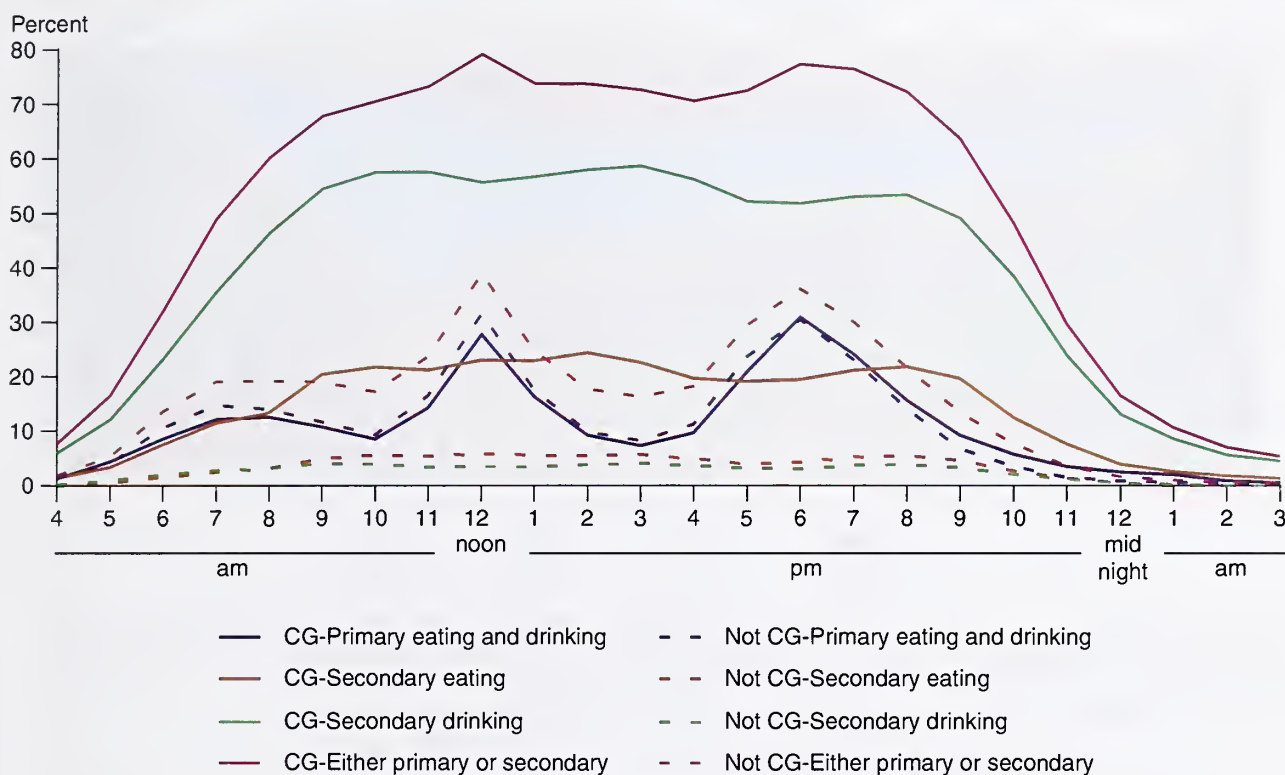 Percent
80
70
60
50
40
30
20
10
0
4 5 6 7 8 9 10 11 12 1 2 3 4 5 6 7 8 9 10 11 12 1 2 3
noon mid
am pm night am
CG-Primary eating and drinking Not CG-Primary eating and drinking
CG-Secondary eating Not CG-Secondary eating
CG-Secondary drinking Not CG-Secondary drinking
CG-Either primary or secondary Not CG-Either primary or secondary